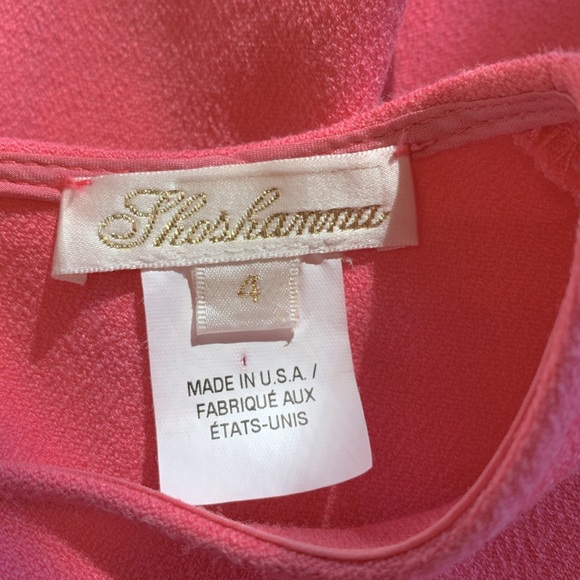 Shoshanna
4
MADE IN U.S.A. /
FABRIQUÉ AUX
ÉTATS-UNIS